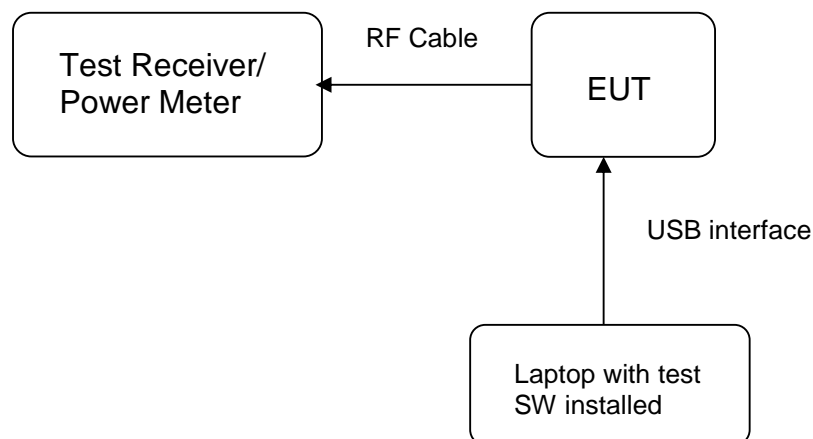 RF Cable
Test Receiver/
Power Meter
EUT
USB interface
Laptop with test
SW installed